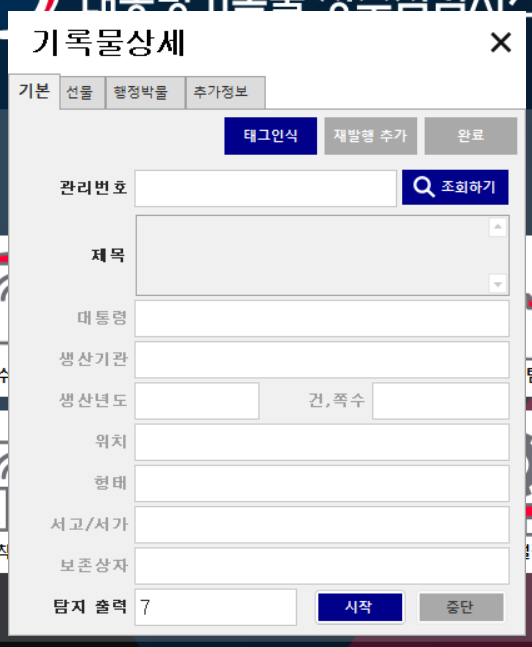 기록물상세
기본 선물 행정박물 추가정보
태그인식 재발행 추가 완료
관리번호 조회하기
제목
대통령
생산기관
생산년도 건,쪽수
위치
형태
서고/서가
보존상자
탐지 출력 7 시작 중단